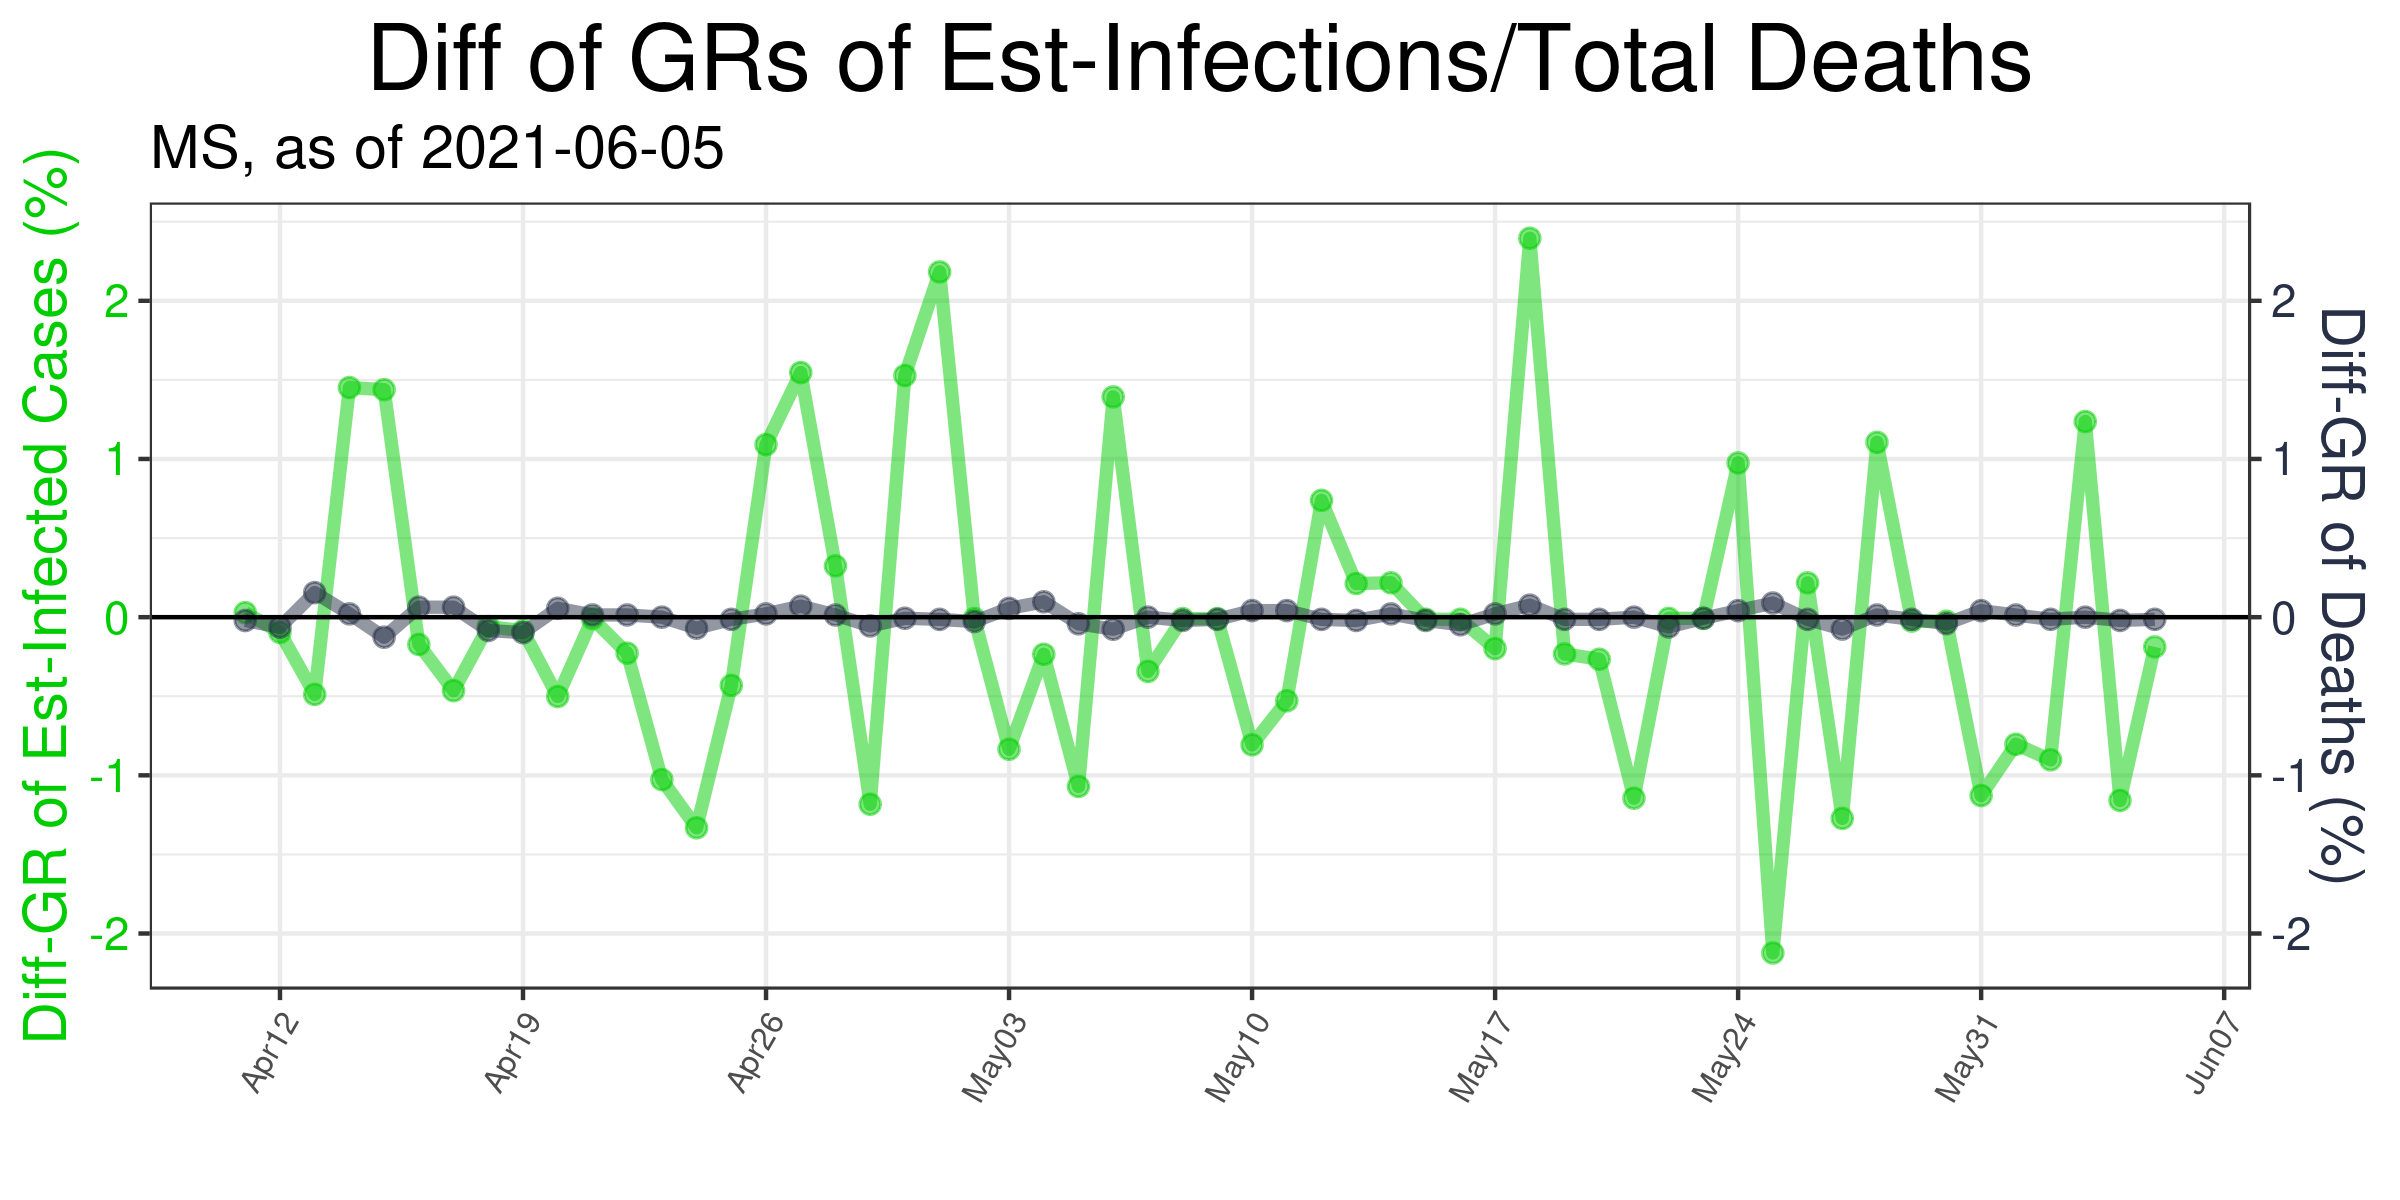 Diff of GRs of Est-Infections/Total Deaths
MS, as of 2021-06-05
Diff-GR of Est-Infected Cases (%)
2
1
0
-1
-2
2
1
0
-1
-2
Diff-GR of Deaths (%)
Apr12
Apr19
Apr26
May03
May10
May17
May24
May31
Jun07